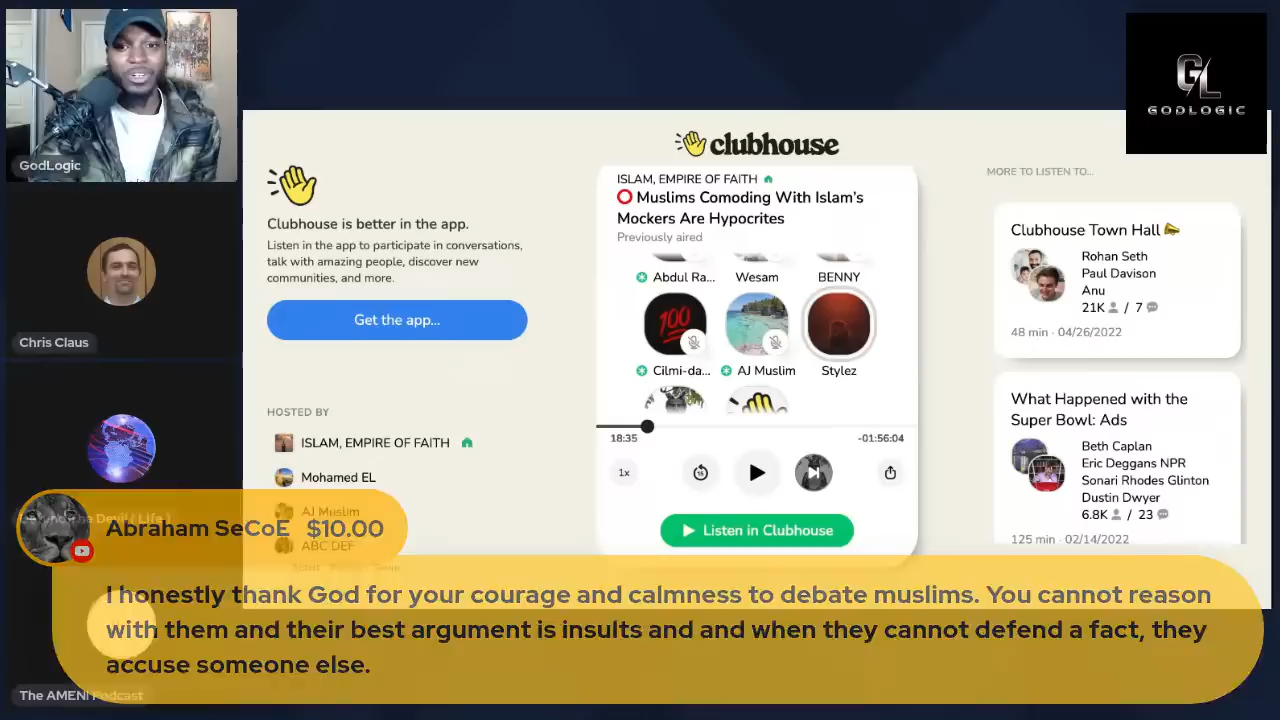 GodLogic
Chris Claus
The AMEN! Podcast
GL
GODLOGIC
clubhouse
Clubhouse is better in the app.
Listen in the app to participate in conversations,
talk with amazing people, discover new
communities, and more.
Get the app...
HOSTED BY
ISLAM, EMPIRE OF FAITH
Mohamed EL
AJ Muslim
ABC DEF
ISLAM, EMPIRE OF FAITH
Muslims Comoding With Islam's
Mockers Are Hypocrites
Previously aired
Abdul Ra... Wesam BENNY
100
Cilmi-da... AJ Muslim Stylez
18:35 -01:56:04
1x 15
Listen in Clubhouse
MORE TO LISTEN TO...
Clubhouse Town Hall
Rohan Seth
Paul Davison
Anu
21K / 7
48 min · 04/26/2022
What Happened with the
Super Bowl: Ads
Beth Caplan
Eric Deggans NPR
Sonari Rhodes Glinton
Dustin Dwyer
6.8K / 23
125 min · 02/14/2022
Abraham SeCoE $10.00
I honestly thank God for your courage and calmness to debate muslims. You cannot reason
with them and their best argument is insults and and when they cannot defend a fact, they
accuse someone else.